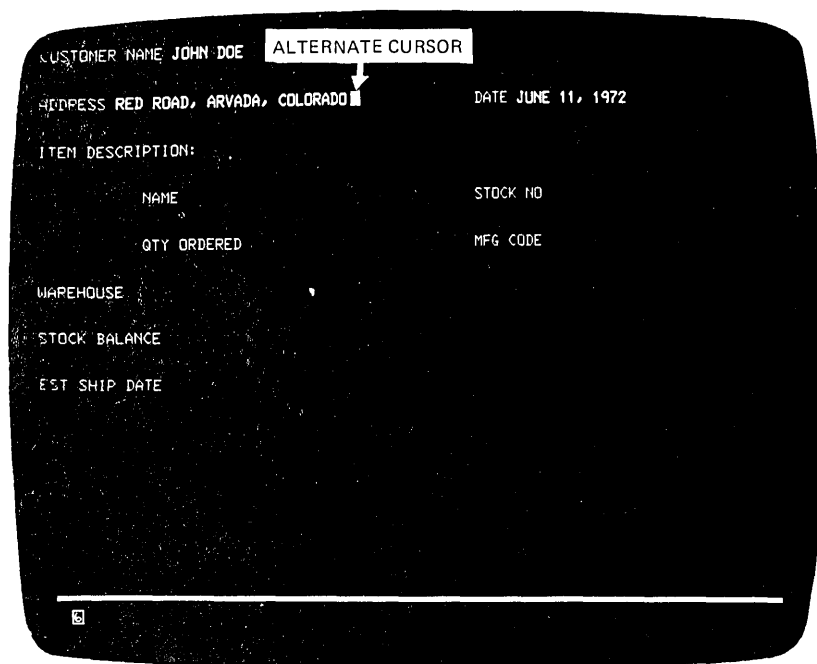 CUSTOMER NAME JOHN DOE
ALTERNATE CURSOR
ADDRESS RED ROAD, ARVADA, COLORADO DATE JUNE 11, 1972
ITEM DESCRIPTION:
NAME STOCK NO
QTY ORDERED MFG CODE
WAREHOUSE
STOCK BALANCE
EST SHIP DATE
6